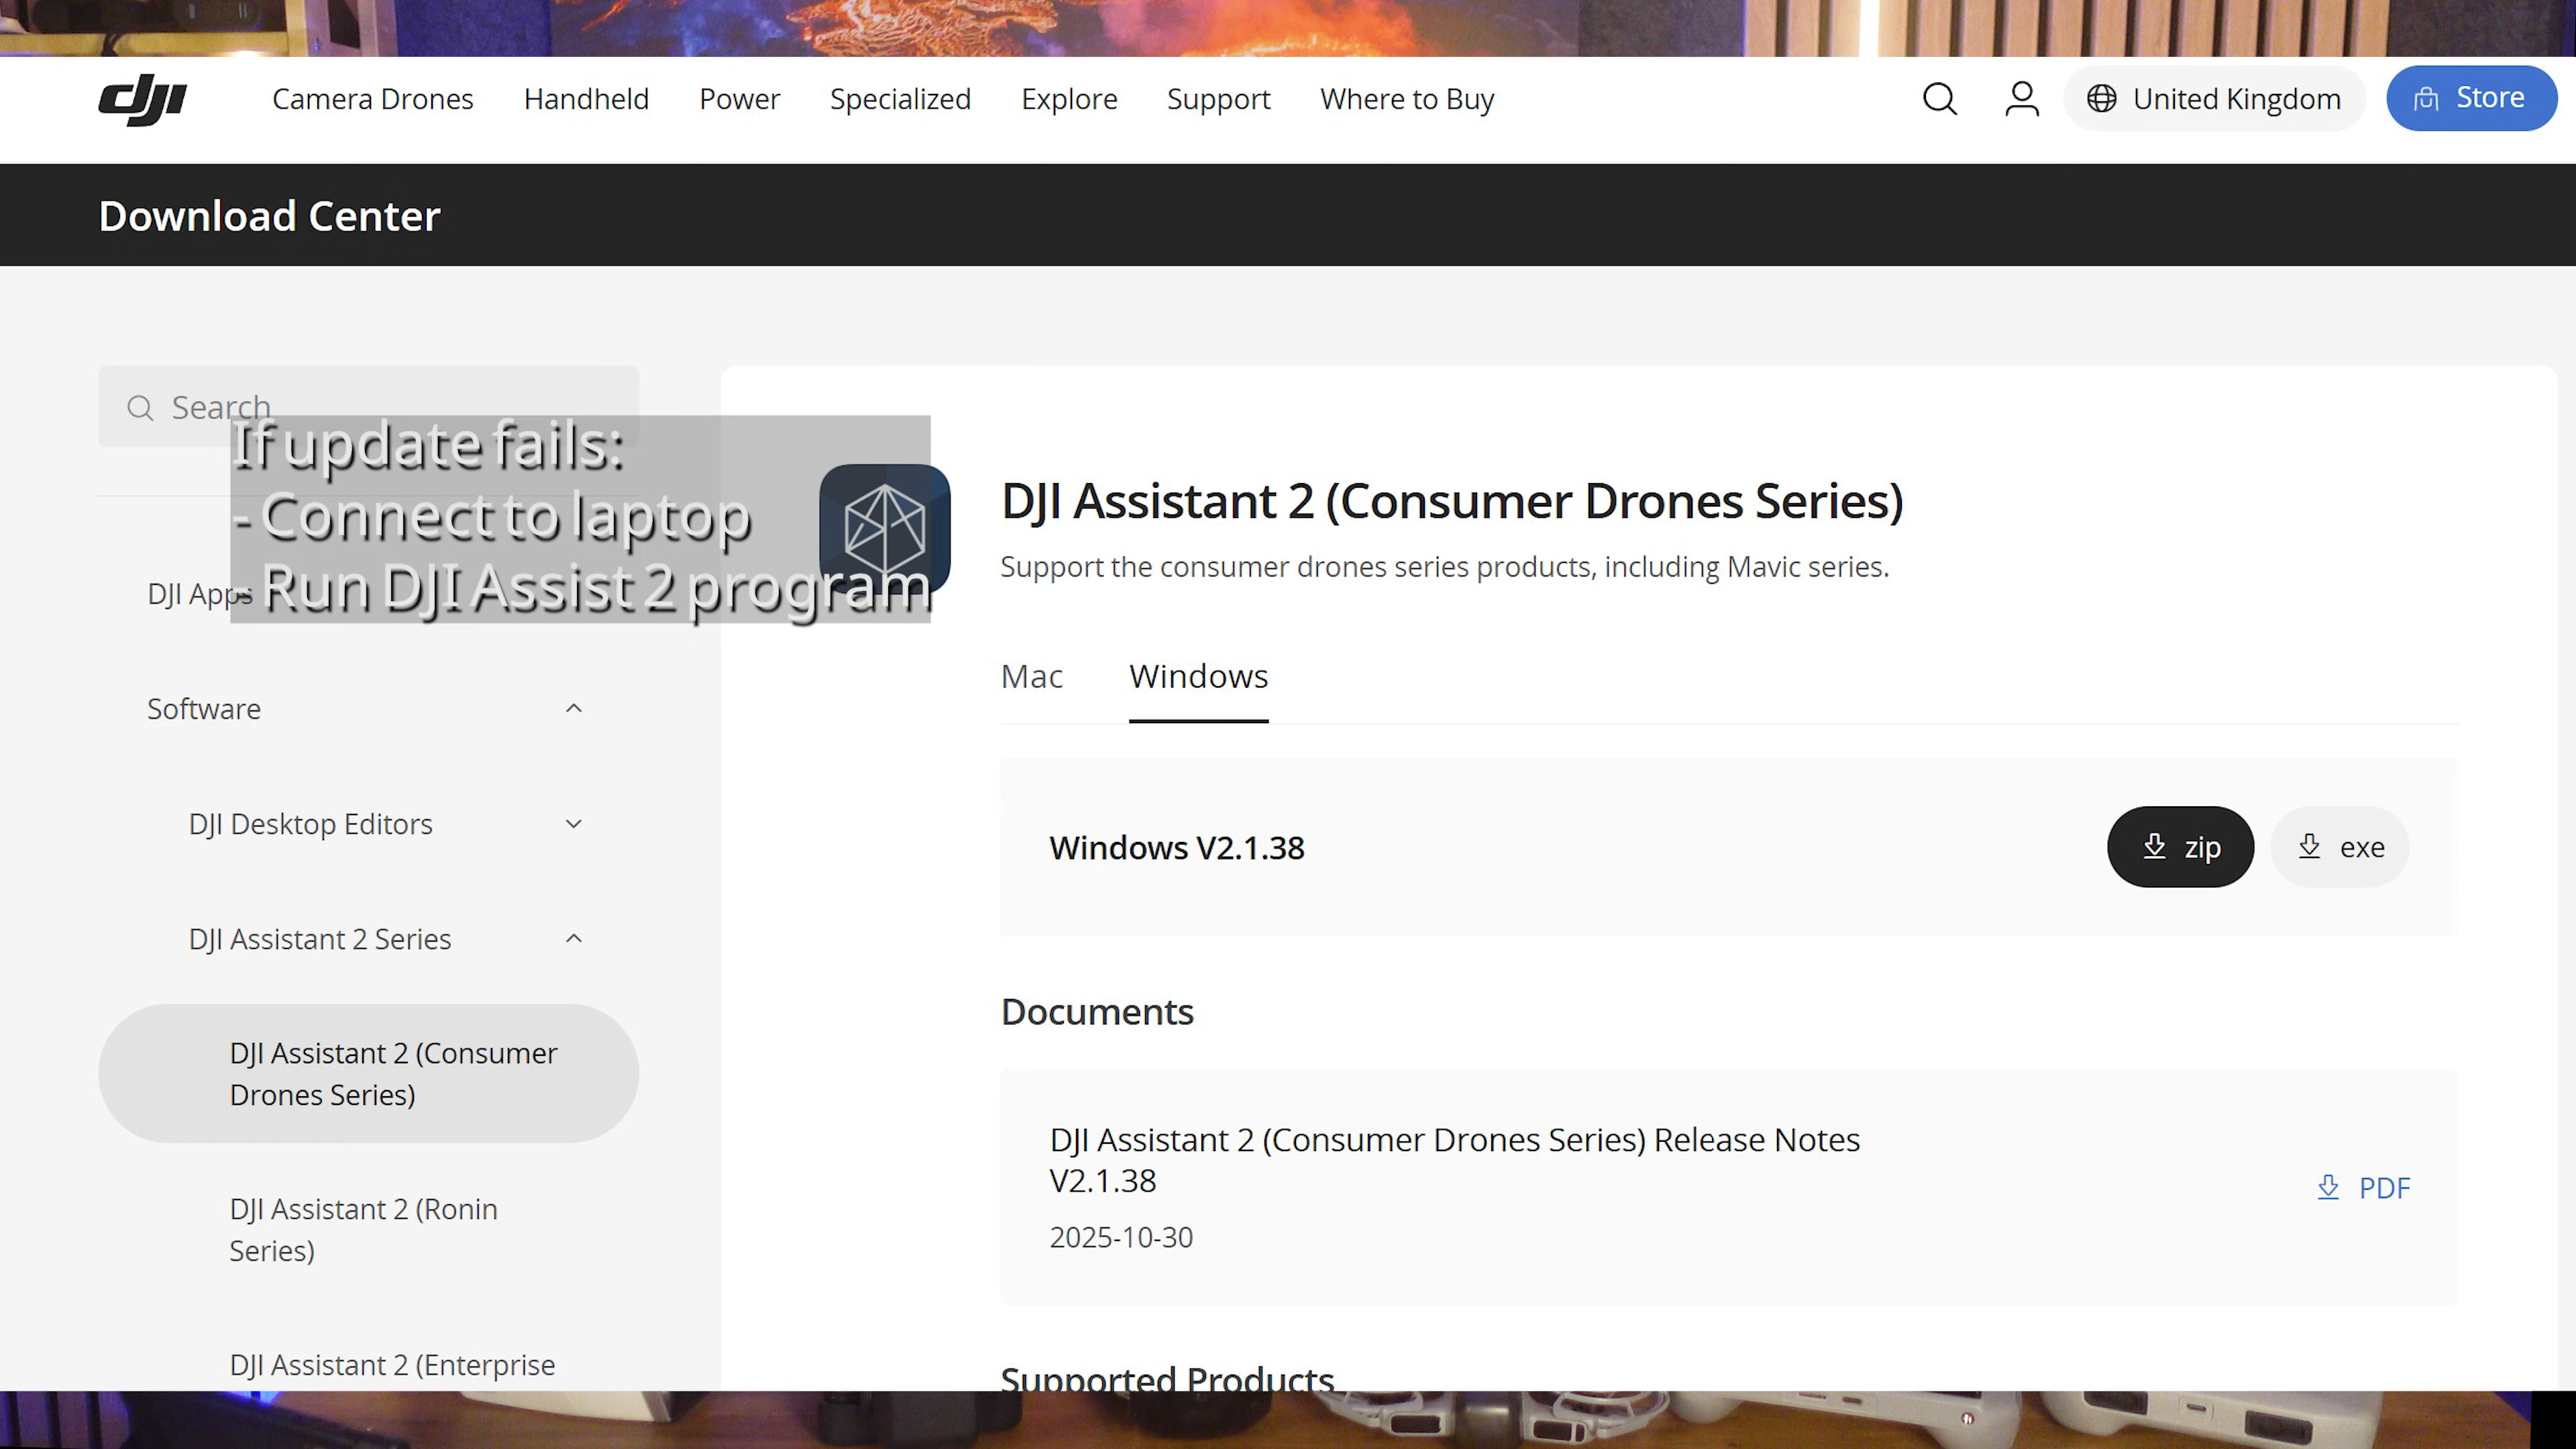 dji
Camera Drones
Handheld
Power
Specialized
Explore
Support
Where to Buy
United Kingdom
Store
Download Center
Search
If update fails:
- Connect to laptop
- Run DJI Assist 2 program
DJI Apps
Software
DJI Desktop Editors
DJI Assistant 2 Series
DJI Assistant 2 (Consumer
Drones Series)
DJI Assistant 2 (Ronin
Series)
DJI Assistant 2 (Enterprise
DJI Assistant 2 (Consumer Drones Series)
Support the consumer drones series products, including Mavic series.
Mac
Windows
Windows V2.1.38
zip
exe
Documents
DJI Assistant 2 (Consumer Drones Series) Release Notes
V2.1.38
2025-10-30
PDF
Supported Products